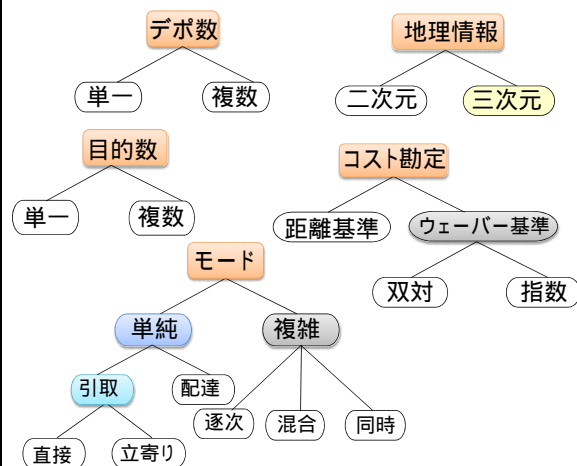 デポ数
単一
複数
地理情報
二次元
三次元
目的数
単一
複数
コスト勘定
距離基準
ウェーバー基準
双対
指数
モード
単純
複雑
引取
配達
逐次
混合
同時
直接
立寄り